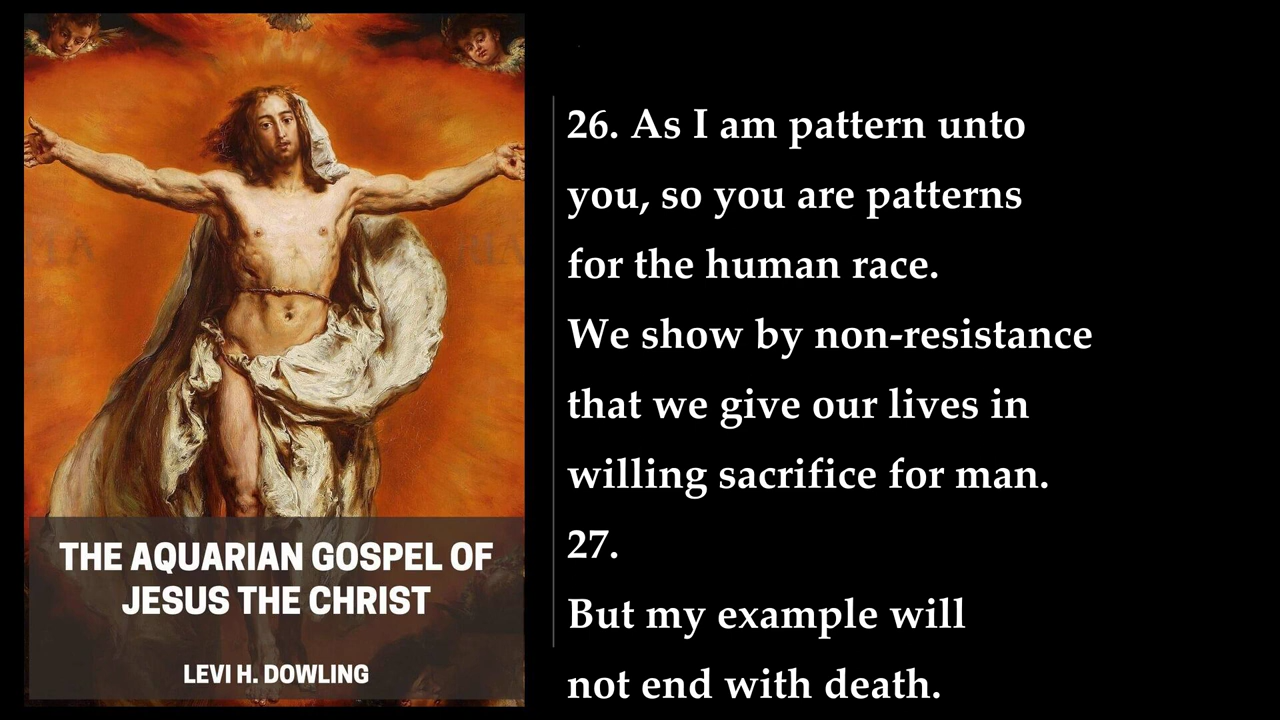 THE AQUARIAN GOSPEL OF
JESUS THE CHRIST
LEVI H. DOWLING
26. As I am pattern unto
you, so you are patterns
for the human race.
We show by non-resistance
that we give our lives in
willing sacrifice for man.
27.
But my example will
not end with death.